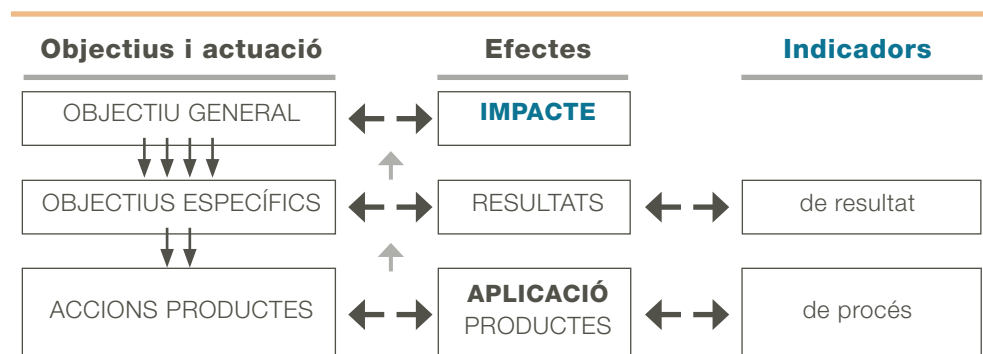 Objectius i actuació Efectes Indicadors
OBJECTIU GENERAL IMPACTE
OBJECTIUS ESPECÍFICS RESULTATS de resultat
ACCIONS PRODUCTES APLICACIÓ PRODUCTES de procés